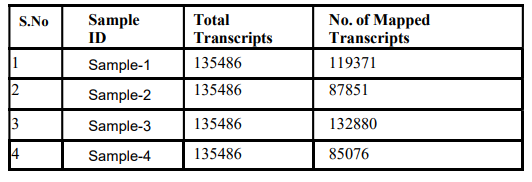 S.No Sample ID Total Transcripts No. of Mapped Transcripts
1 Sample-1 135486 119371
2 Sample-2 135486 87851
3 Sample-3 135486 132880
4 Sample-4 135486 85076